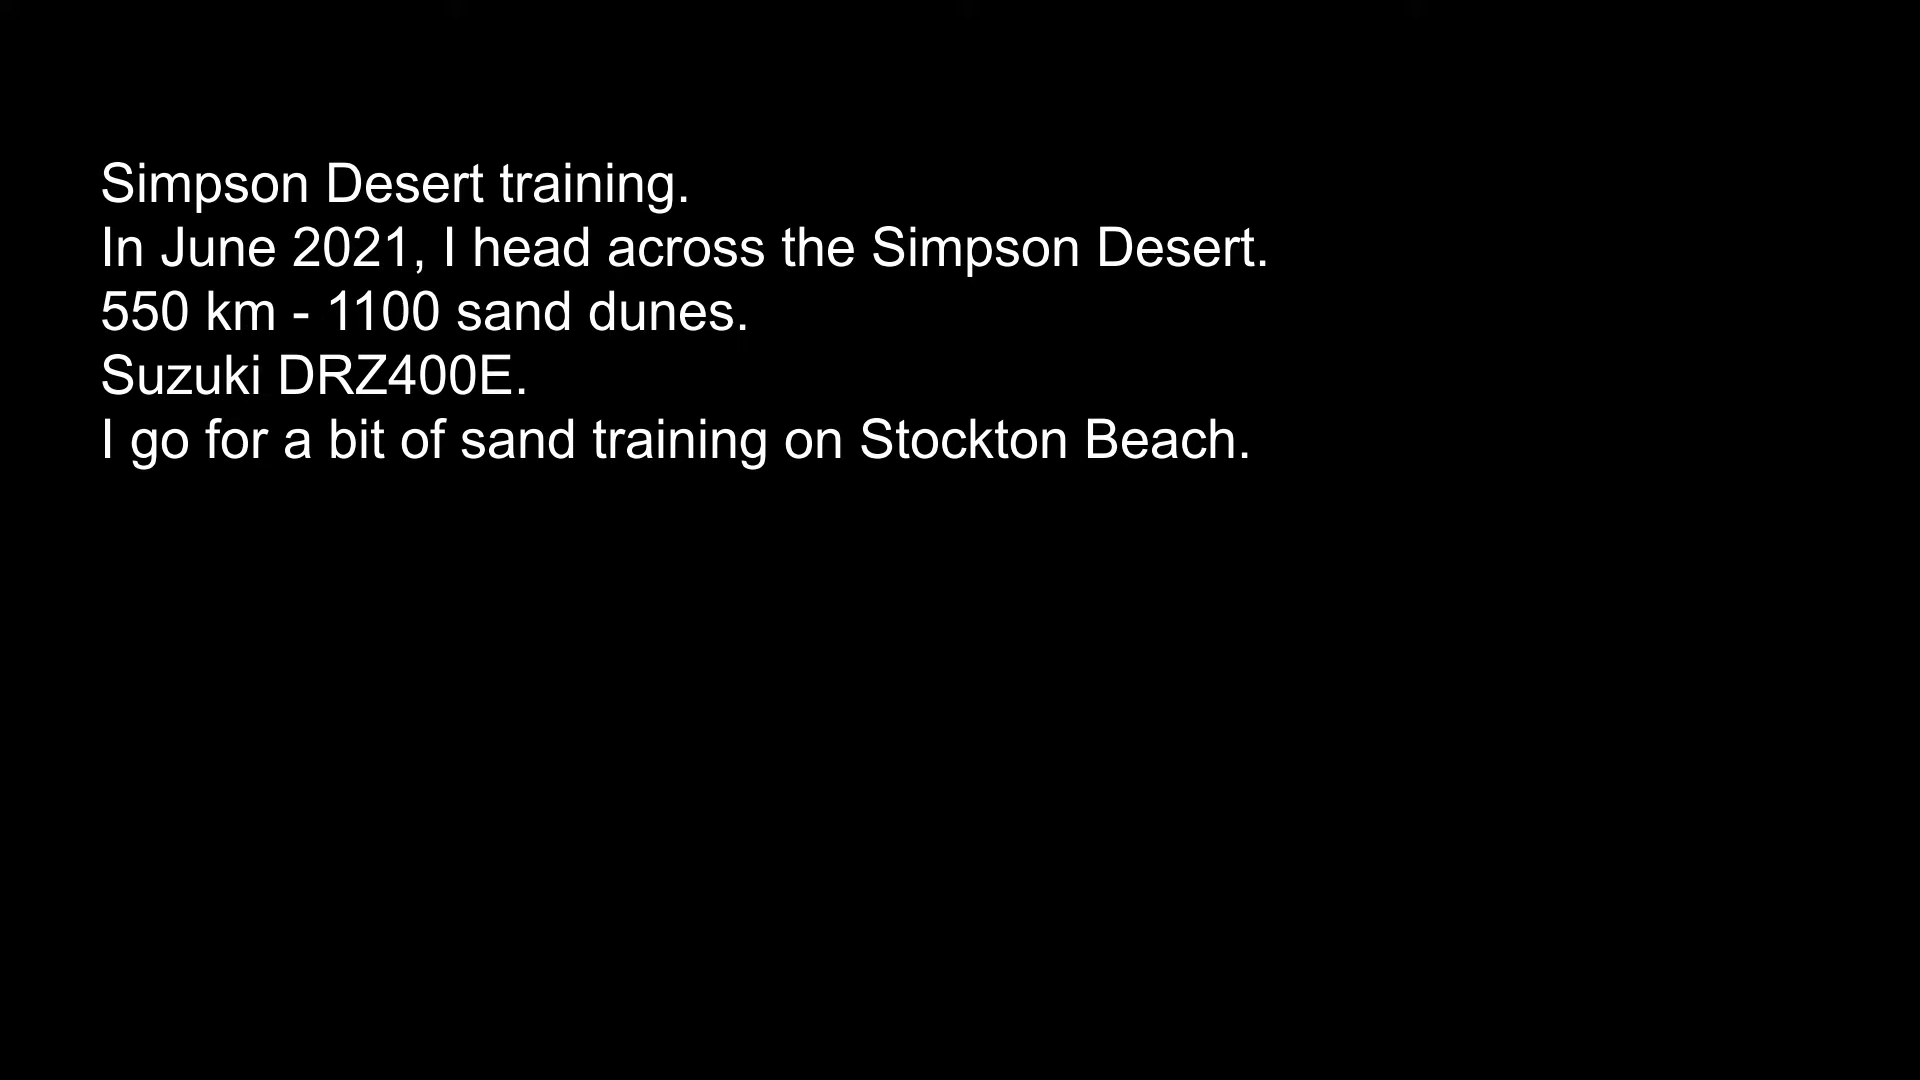 Simpson Desert training.
In June 2021, I head across the Simpson Desert.
550 km - 1100 sand dunes.
Suzuki DRZ400E.
I go for a bit of sand training on Stockton Beach.